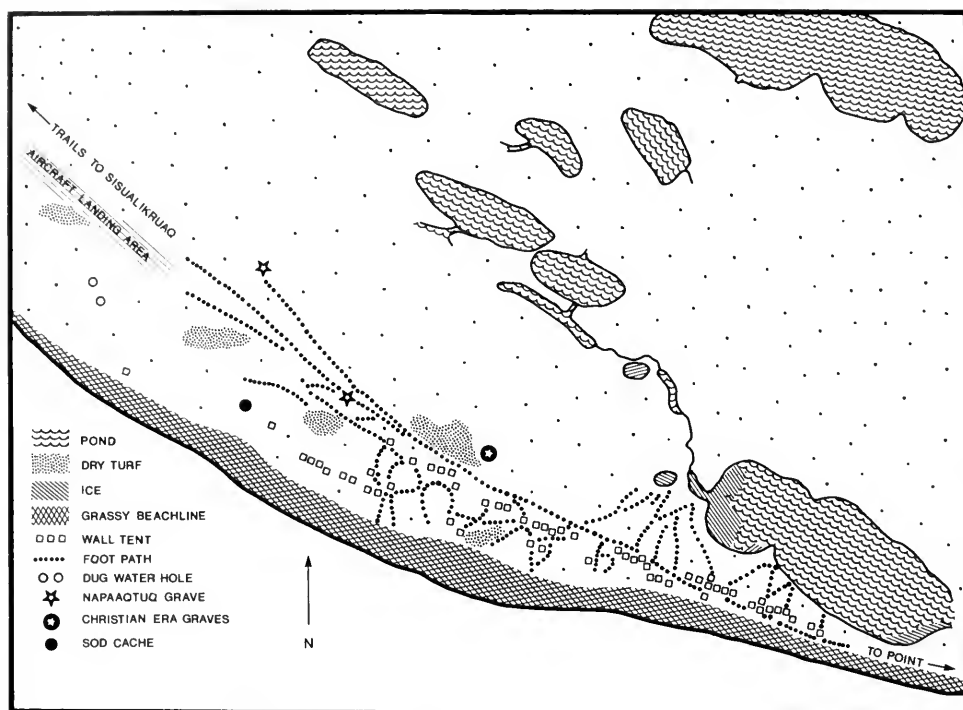 TRAILS TO SISUALIKRUAQ
AIRCRAFT LANDING AREA
POND
DRY TURF
ICE
GRASSY BEACHLINE
WALL TENT
FOOT PATH
DUG WATER HOLE
NAPAAQTUQ GRAVE
CHRISTIAN ERA GRAVES
SOD CACHE
N
TO POINT